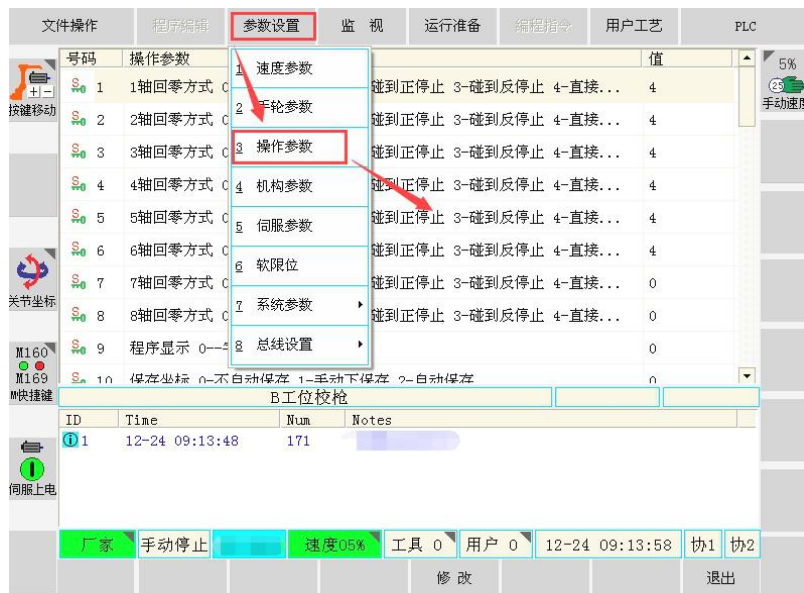 文件操作 程序编辑 参数设置 监 视 运行准备 编程指令 用户工艺 PLC
号码 操作参数 值
1 速度参数
2 手轮参数
3 操作参数
4 机构参数
5 伺服参数
6 软限位
7 系统参数
8 总线设置
1 1轴回零方式 碰到正停止 3-碰到反停止 4-直接... 4
2 2轴回零方式 碰到正停止 3-碰到反停止 4-直接... 4
3 3轴回零方式 碰到正停止 3-碰到反停止 4-直接... 4
4 4轴回零方式 碰到正停止 3-碰到反停止 4-直接... 4
5 5轴回零方式 碰到正停止 3-碰到反停止 4-直接... 4
6 6轴回零方式 碰到正停止 3-碰到反停止 4-直接... 4
7 7轴回零方式 碰到正停止 3-碰到反停止 4-直接... 0
8 8轴回零方式 碰到正停止 3-碰到反停止 4-直接... 0
9 程序显示 0-- 0
10 保存坐标 0-不自动保存 1-手动下保存 2-自动保存 0
按键移动
关节坐标
M160
M169
M快捷键
伺服上电
5%
25
手动速度
B工位校枪
ID Time Num Notes
1 12-24 09:13:48 171
厂家 手动停止 速度05% 工具 0 用户 0 12-24 09:13:58 协1 协2
修 改 退出